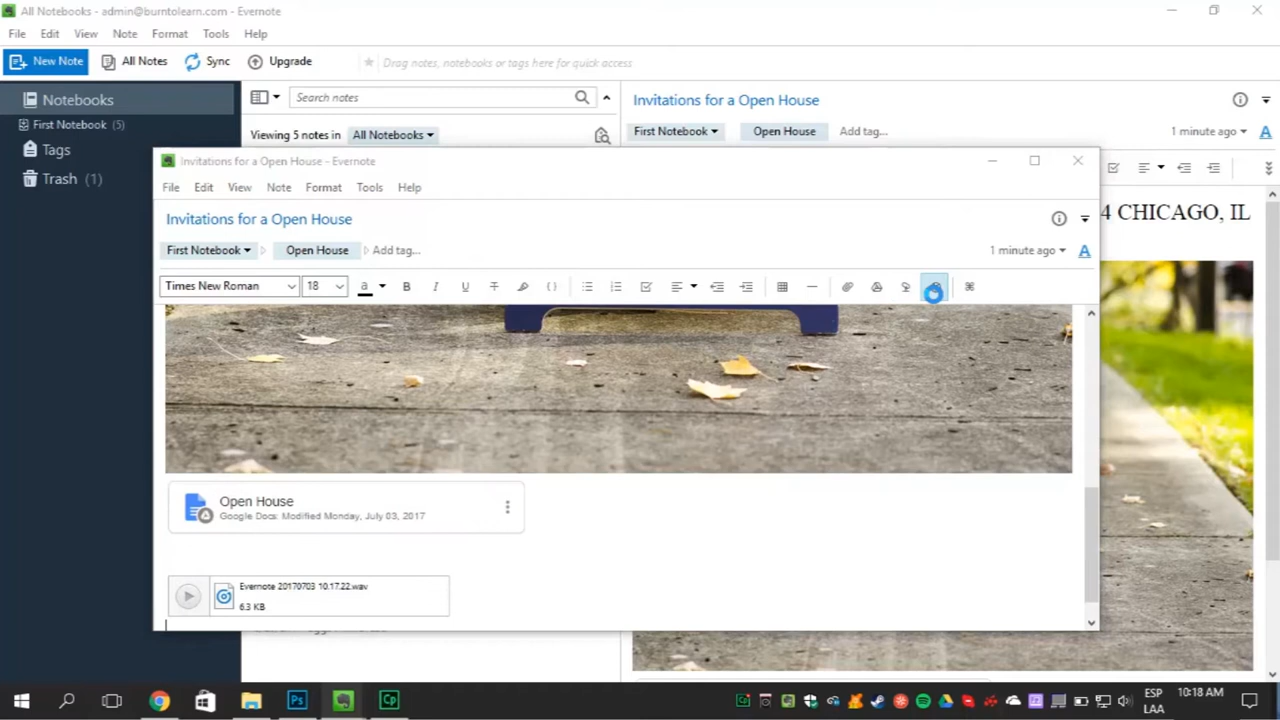 All Notebooks - admin@burntolearn.com - Evernote
File Edit View Note Format Tools Help
New Note All Notes Sync Upgrade Drag notes, notebooks or tags here for quick access
Notebooks
First Notebook (5)
Tags
Trash (1)
Search notes
Viewing 5 notes in All Notebooks
Invitations for a Open House
First Notebook Open House Add tag... 1 minute ago
4 CHICAGO, IL
Invitations for a Open House - Evernote
File Edit View Note Format Tools Help
Invitations for a Open House
First Notebook Open House Add tag... 1 minute ago
Times New Roman 18 a B I U T
Open House
Google Docs: Modified Monday, July 03, 2017
Evernote 20170703 10.17.22.wav
6.3 KB
Ps Cp
ESP
LAA
10:18 AM